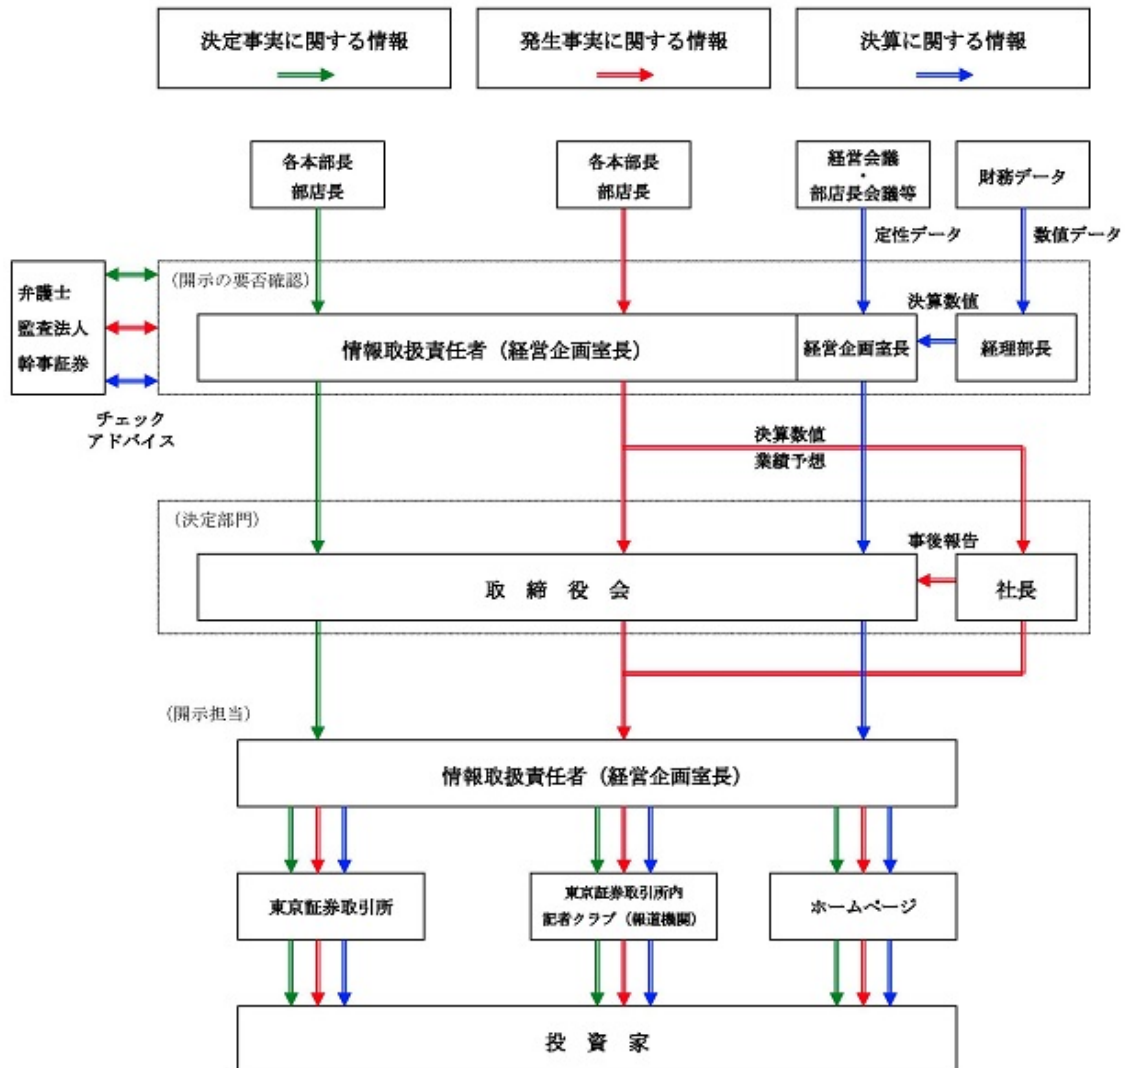 決定事実に関する情報
発生事実に関する情報
決算に関する情報
各本部長
部店長
各本部長
部店長
経営会議
・
部店長会議等
財務データ
定性データ
数値データ
弁護士
監査法人
幹事証券
チェック
アドバイス
(開示の要否確認)
情報取扱責任者（経営企画室長）
経営企画室長
決算数値
経理部長
決算数値
業績予想
(決定部門)
取 締 役 会
事後報告
社長
(開示担当)
情報取扱責任者（経営企画室長）
東京証券取引所
東京証券取引所内
記者クラブ（報道機関）
ホームページ
投 資 家